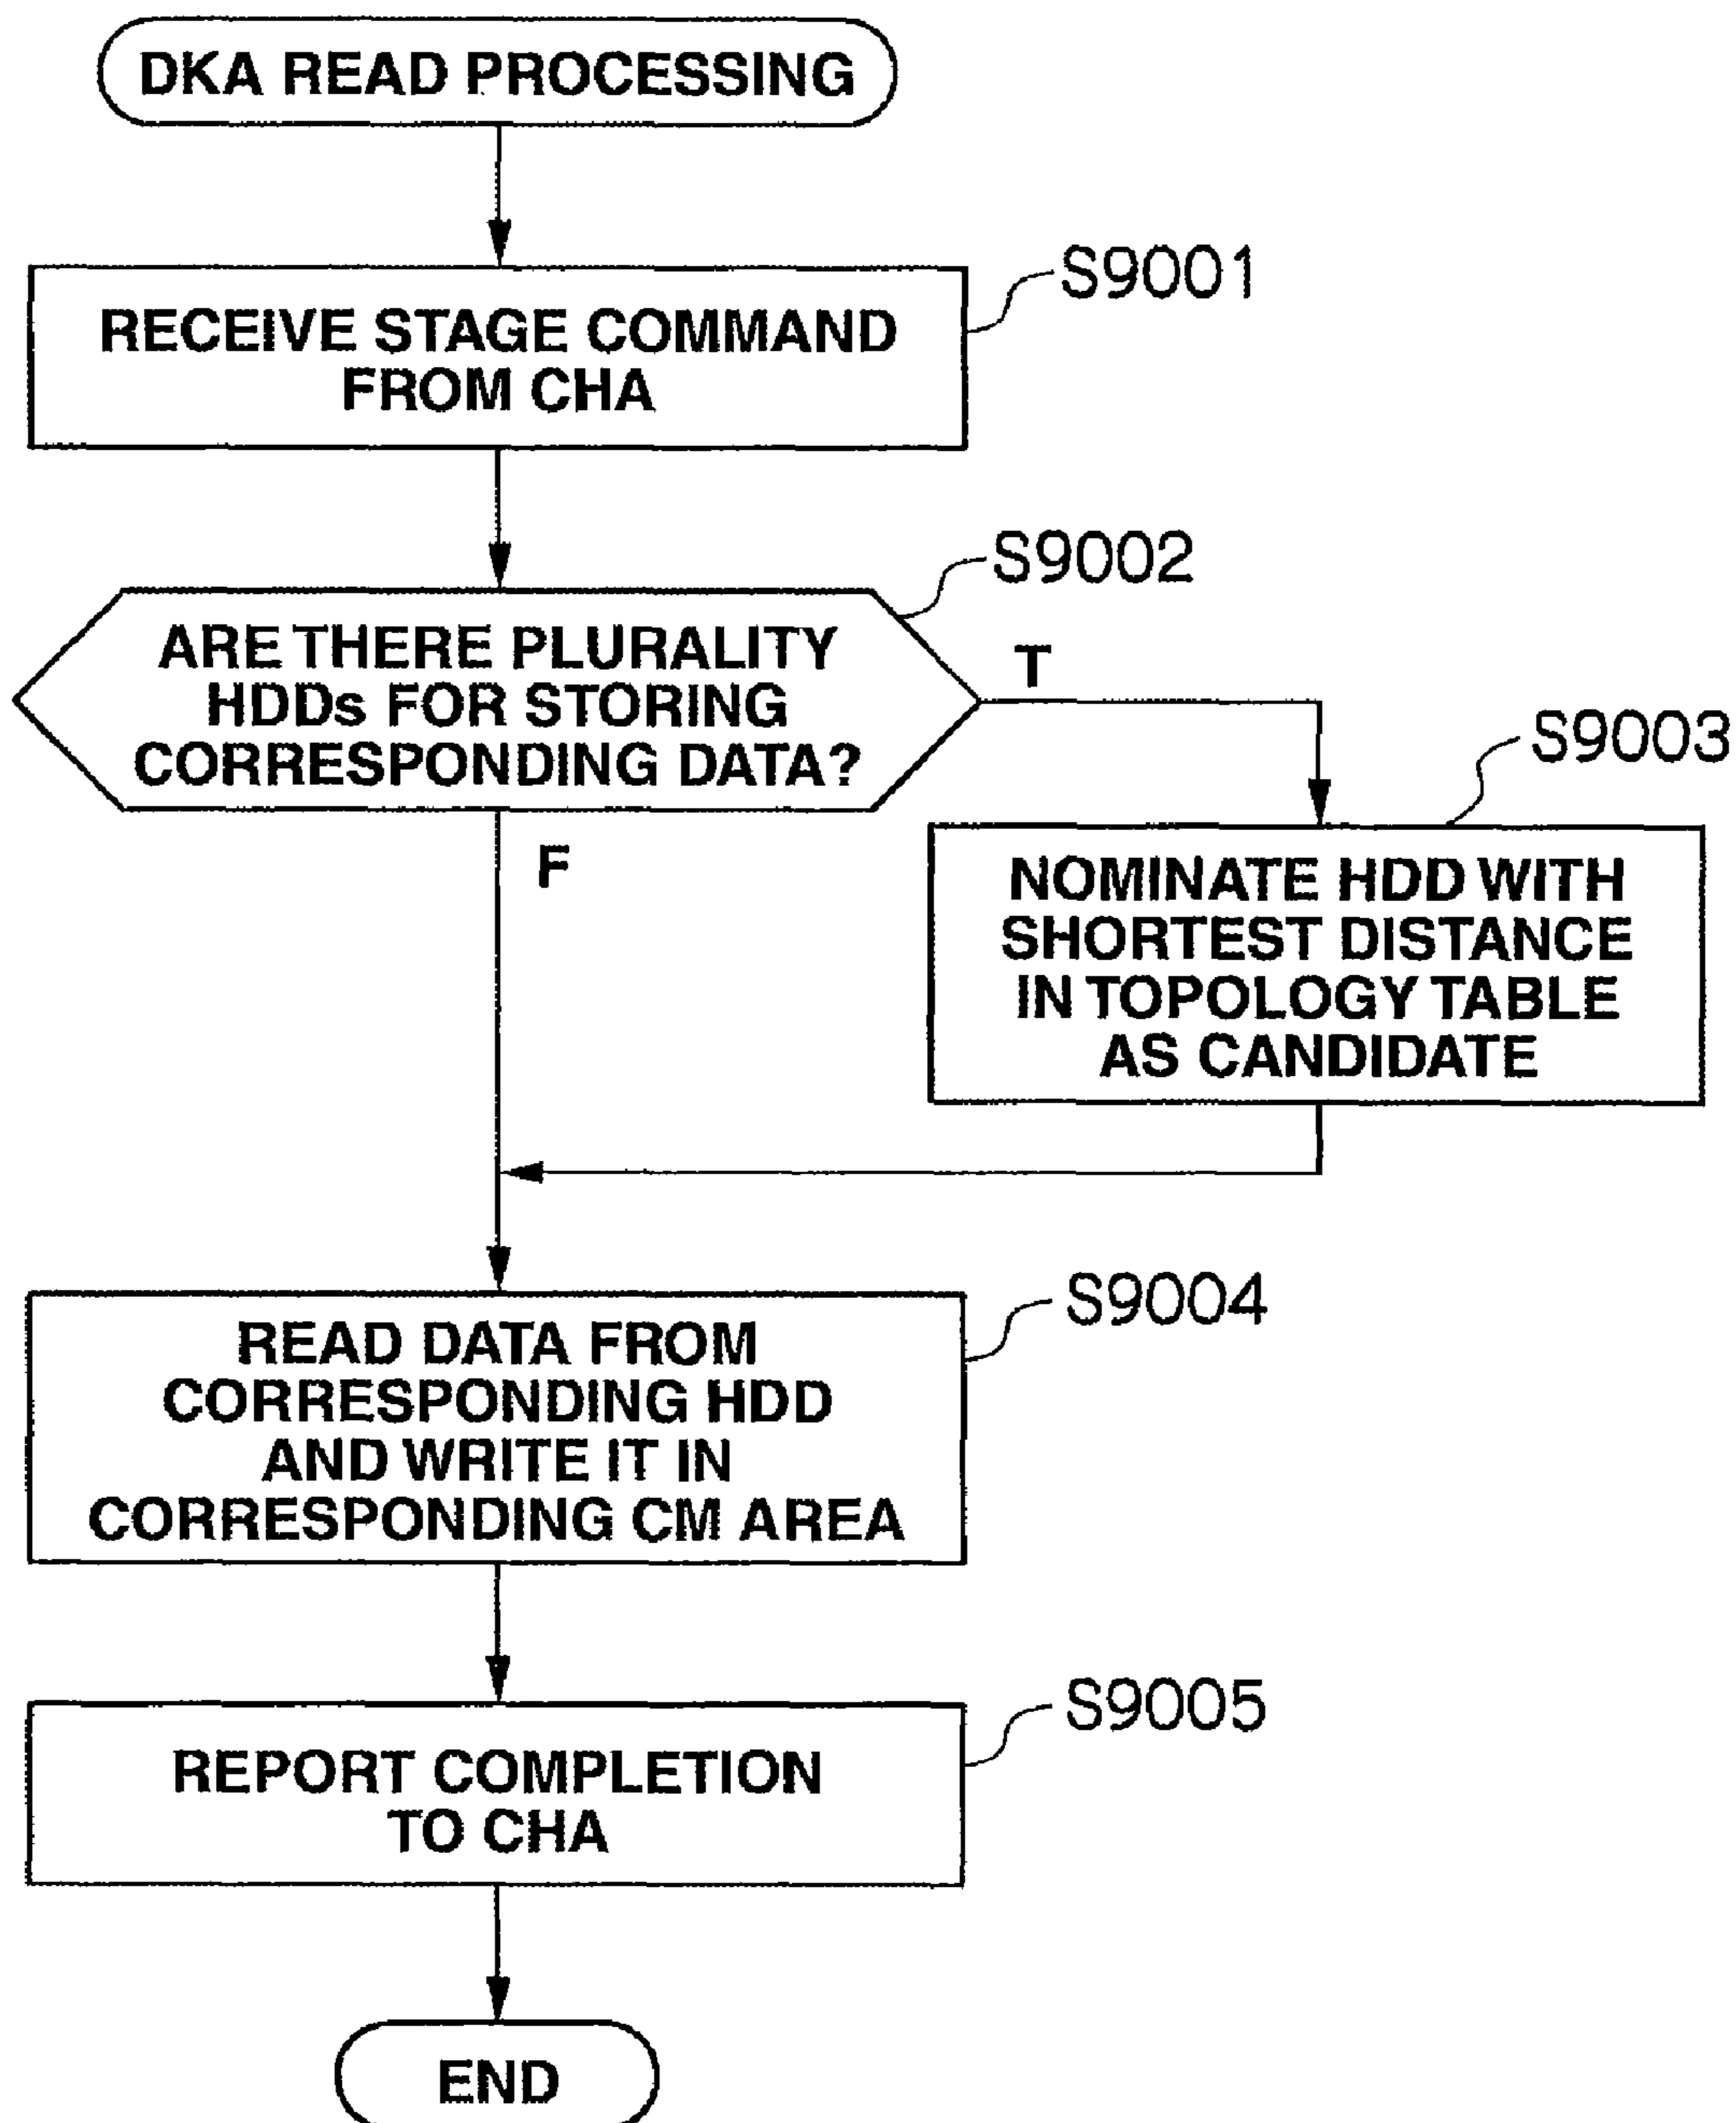 DKA READ PROCESSING
S9001
RECEIVE STAGE COMMAND
FROM CHA
S9002
ARE THERE PLURALITY
HDDs FOR STORING
CORRESPONDING DATA?
T
F
S9003
NOMINATE HDD WITH
SHORTEST DISTANCE
IN TOPOLOGY TABLE
AS CANDIDATE
S9004
READ DATA FROM
CORRESPONDING HDD
AND WRITE IT IN
CORRESPONDING CM AREA
S9005
REPORT COMPLETION
TO CHA
END